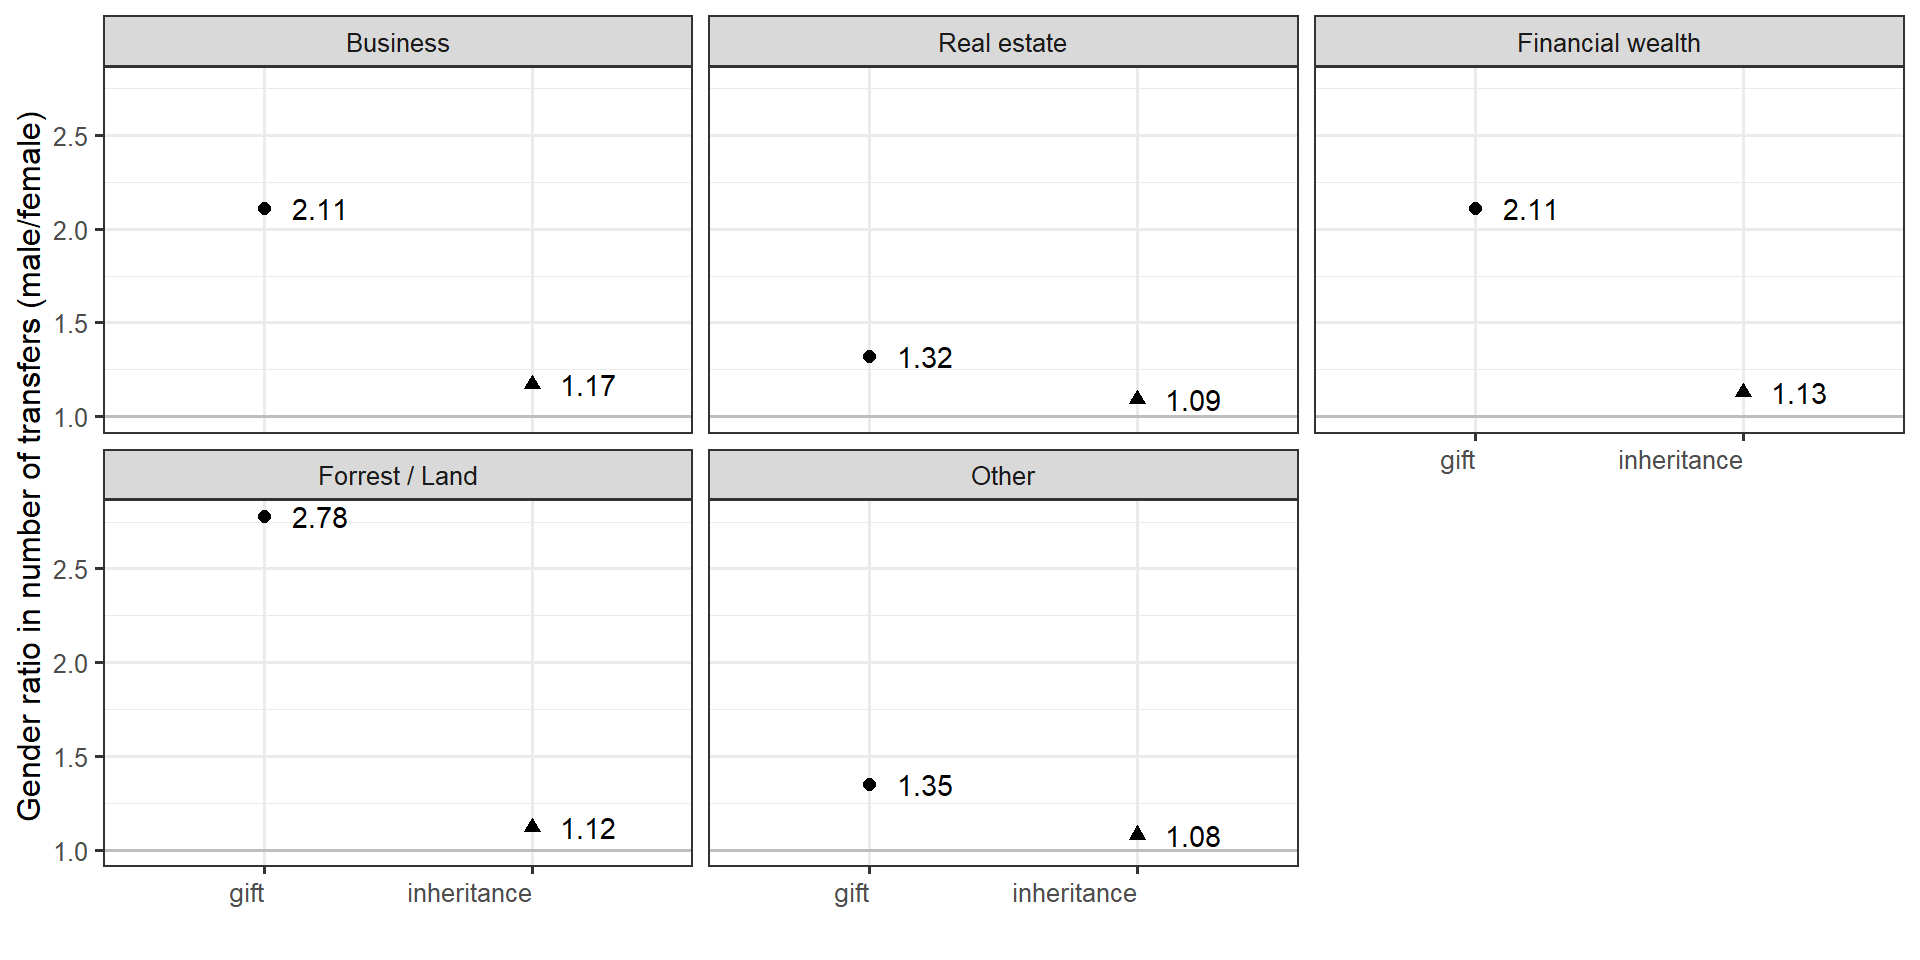 Gender ratio in number of transfers (male/female)
Business
2.5
2.0
1.5
1.0
2.11
1.17
Real estate
1.32
1.09
Financial wealth
2.11
1.13
gift inheritance
Forrest / Land
2.5
2.0
1.5
1.0
2.78
1.12
gift inheritance
Other
1.35
1.08
gift inheritance